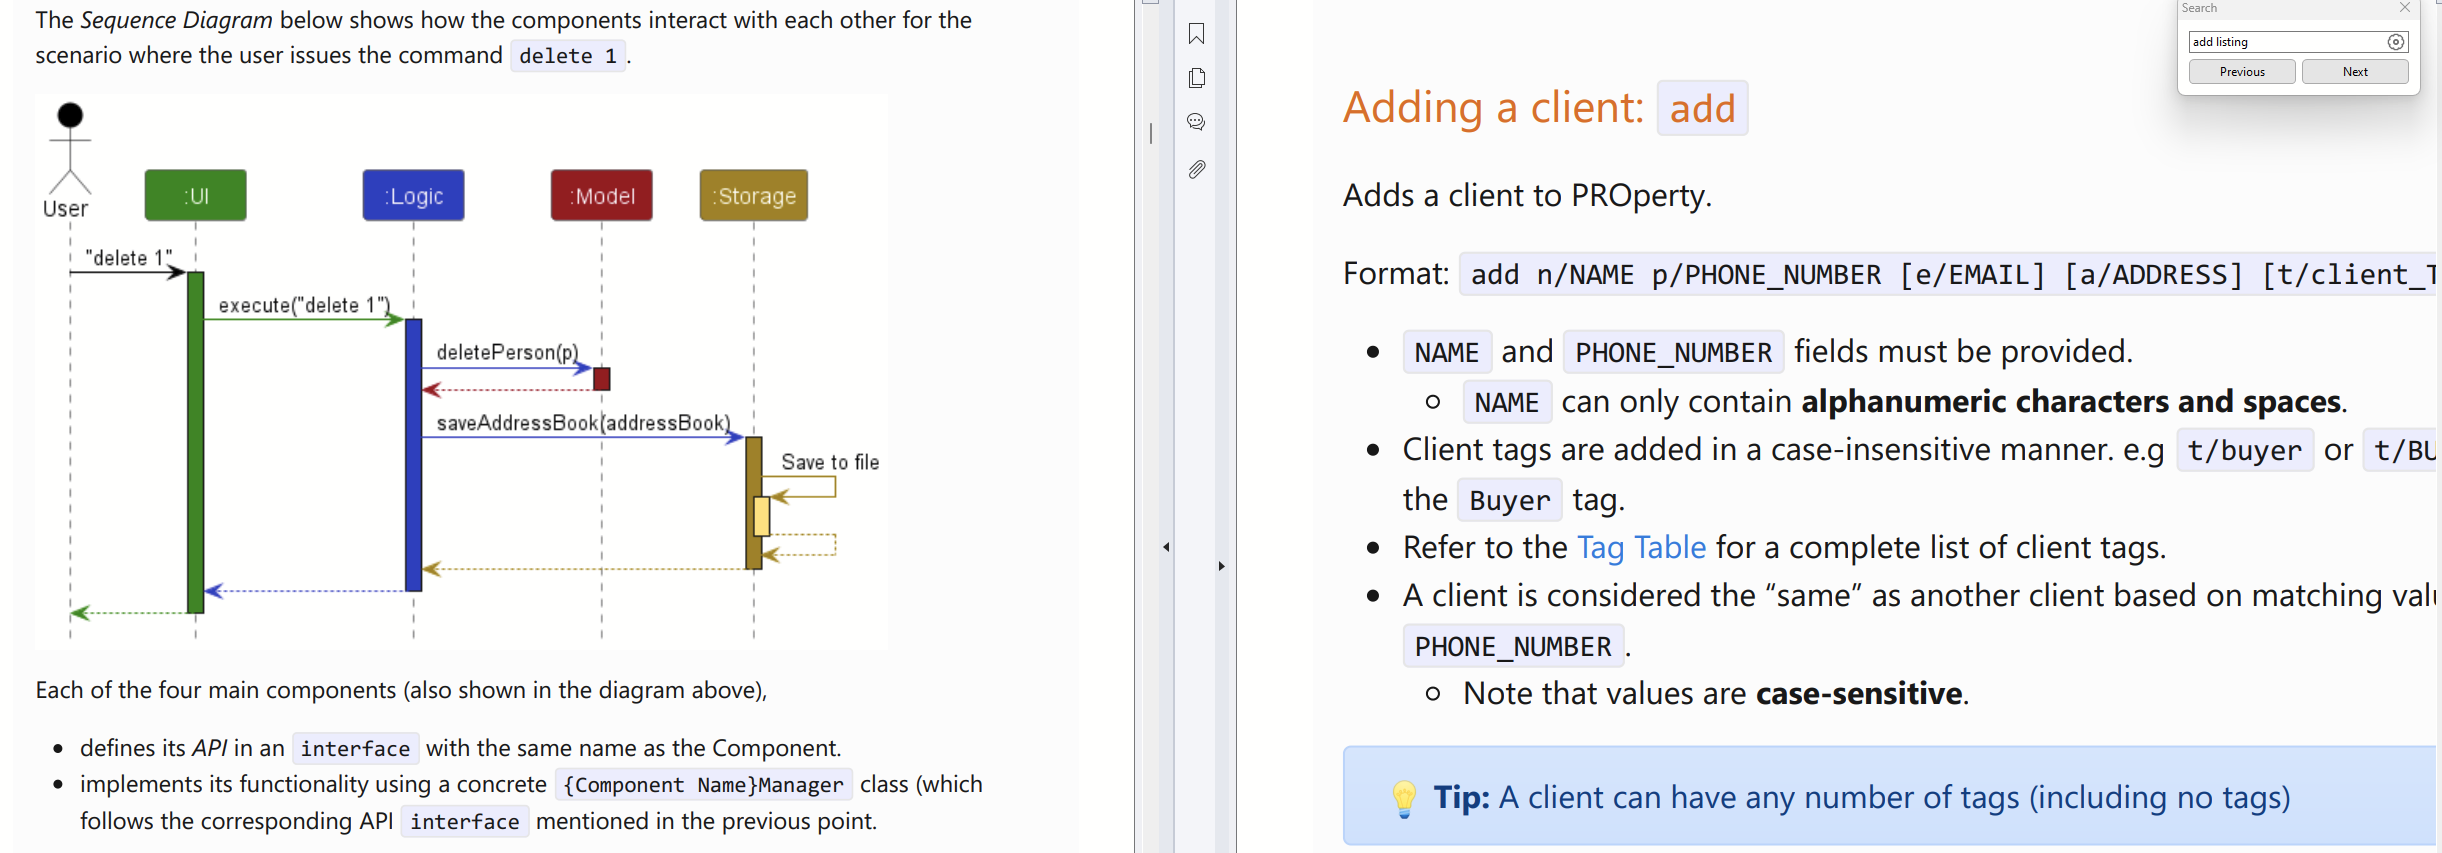 The Sequence Diagram below shows how the components interact with each other for the
scenario where the user issues the command delete 1.
User
:UI
:Logic
:Model
:Storage
"delete 1"
execute("delete 1")
deletePerson(p)
saveAddressBook(addressBook)
Save to file
Each of the four main components (also shown in the diagram above),
• defines its API in an interface with the same name as the Component.
• implements its functionality using a concrete {Component Name}Manager class (which
follows the corresponding API interface mentioned in the previous point.
Search
add listing
Previous Next
Adding a client: add
Adds a client to PROperty.
Format: add n/NAME p/PHONE_NUMBER [e/EMAIL] [a/ADDRESS] [t/client_T
• NAME and PHONE_NUMBER fields must be provided.
○ NAME can only contain alphanumeric characters and spaces.
• Client tags are added in a case-insensitive manner. e.g t/buyer or t/BU
the Buyer tag.
• Refer to the Tag Table for a complete list of client tags.
• A client is considered the “same” as another client based on matching valu
PHONE_NUMBER.
○ Note that values are case-sensitive.
Tip: A client can have any number of tags (including no tags)